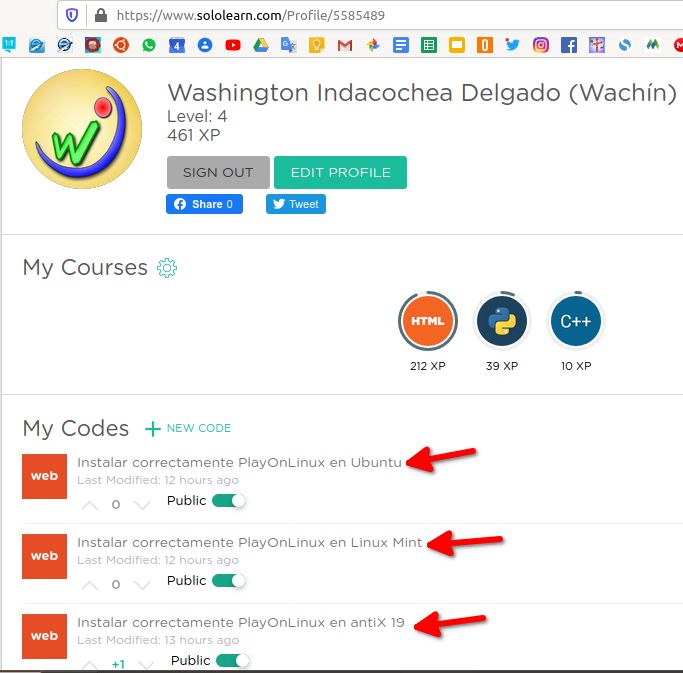 https://www.sololearn.com/Profile/5585489
Washington Indacochea Delgado (Wachín)
Level: 4
461 XP
SIGN OUT
EDIT PROFILE
Share 0
Tweet
My Courses
HTML
C++
212 XP
39 XP
10 XP
My Codes
+ NEW CODE
web
Instalar correctamente PlayOnLinux en Ubuntu
Last Modified: 12 hours ago
0
Public
web
Instalar correctamente PlayOnLinux en Linux Mint
Last Modified: 12 hours ago
0
Public
web
Instalar correctamente PlayOnLinux en antiX 19
Last Modified: 13 hours ago
+1
Public